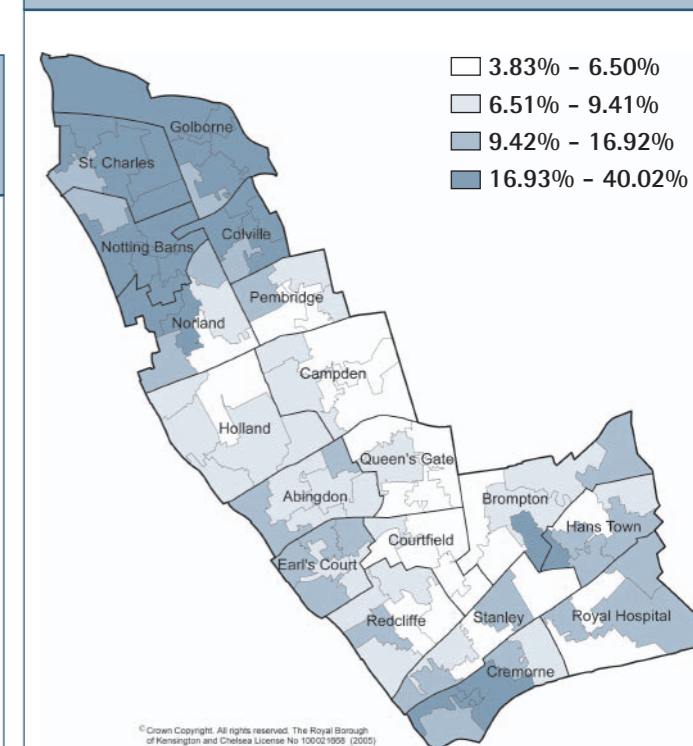 3.83% - 6.50%
6.51% - 9.41%
9.42% - 16.92%
16.93% - 40.02%
Golborne
St. Charles
Colville
Notting Barns
Pembridge
Norland
Campden
Holland
Queen's Gate
Abingdon
Brompton
Hans Town
Courtfield
Earl's Court
Redcliffe
Stanley
Royal Hospital
Cremorne
© Crown Copyright. All rights reserved. The Royal Borough
of Kensington and Chelsea License No 100021668 (2005)